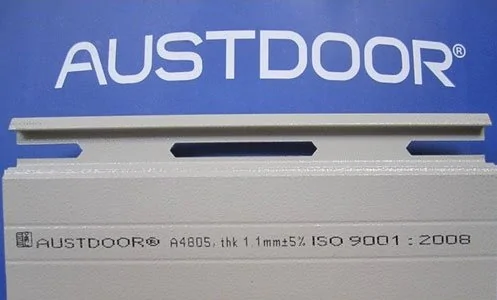 AUSTDOOR®
AUSTDOOR® A4805, thk 1.1mm±5% ISO 9001 : 2008